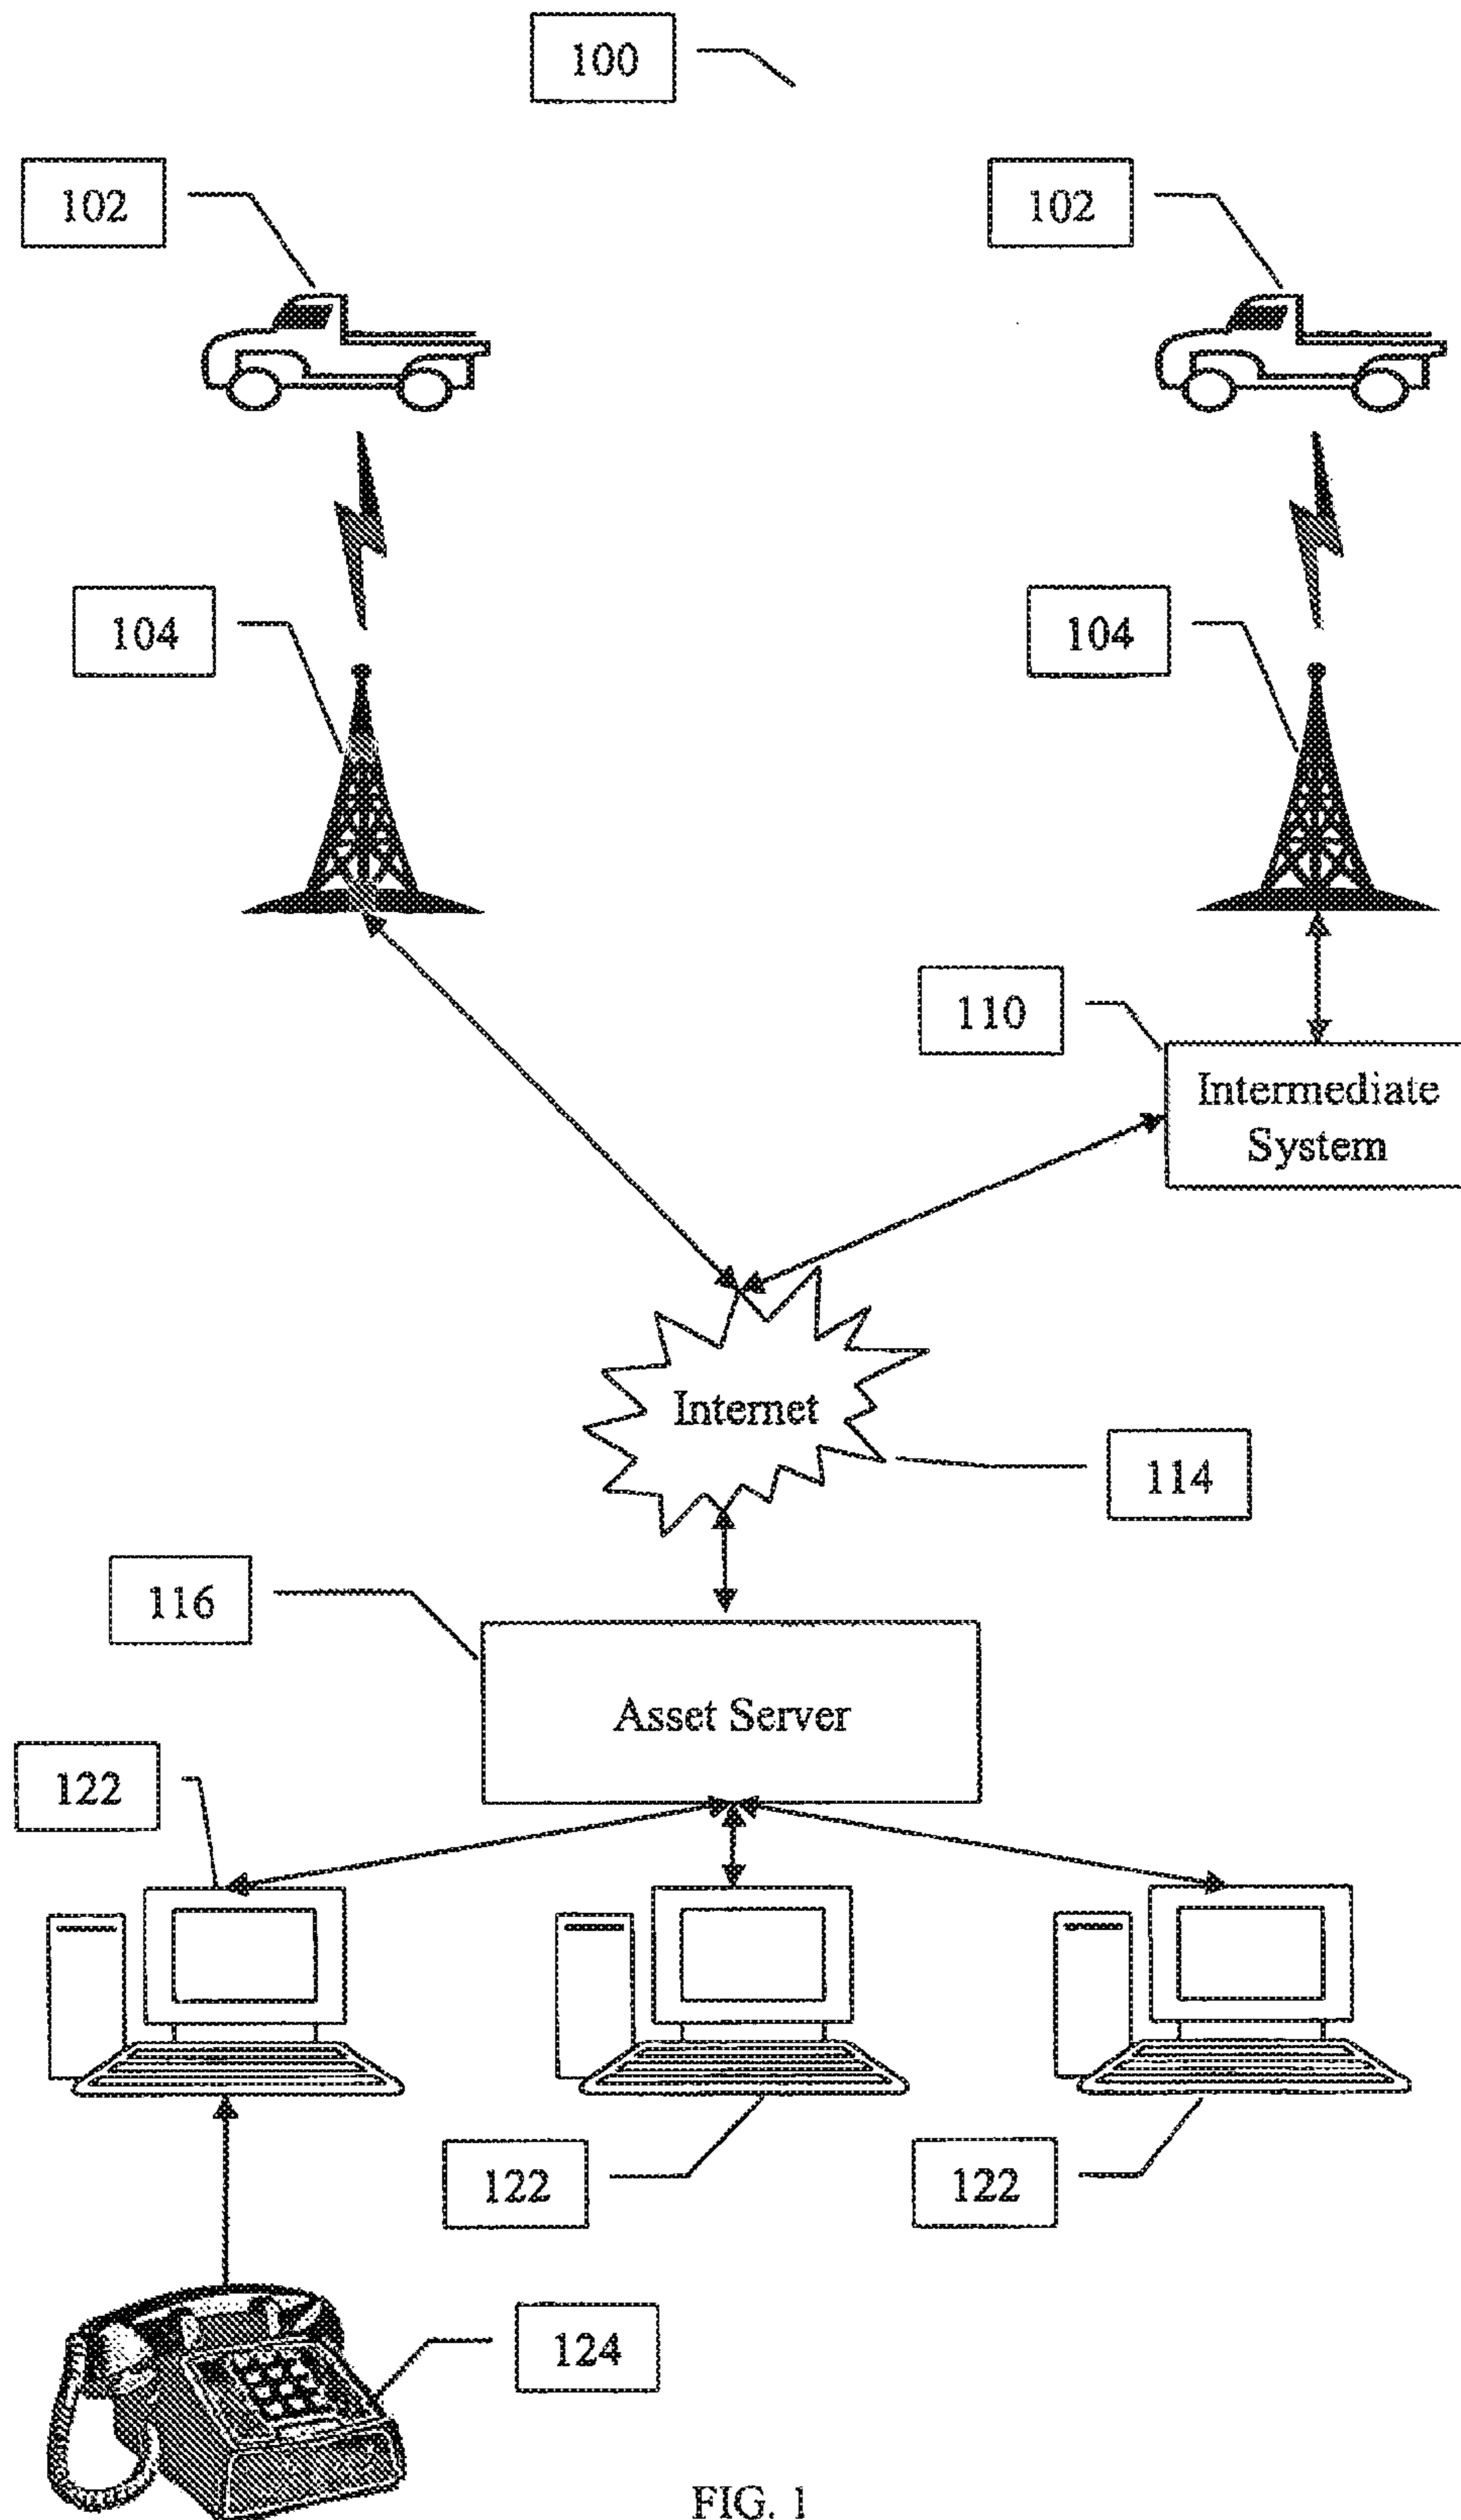 100
102
102
104
104
110
Intermediate
System
Internet
114
116
Asset Server
122
122
122
124
FIG. 1